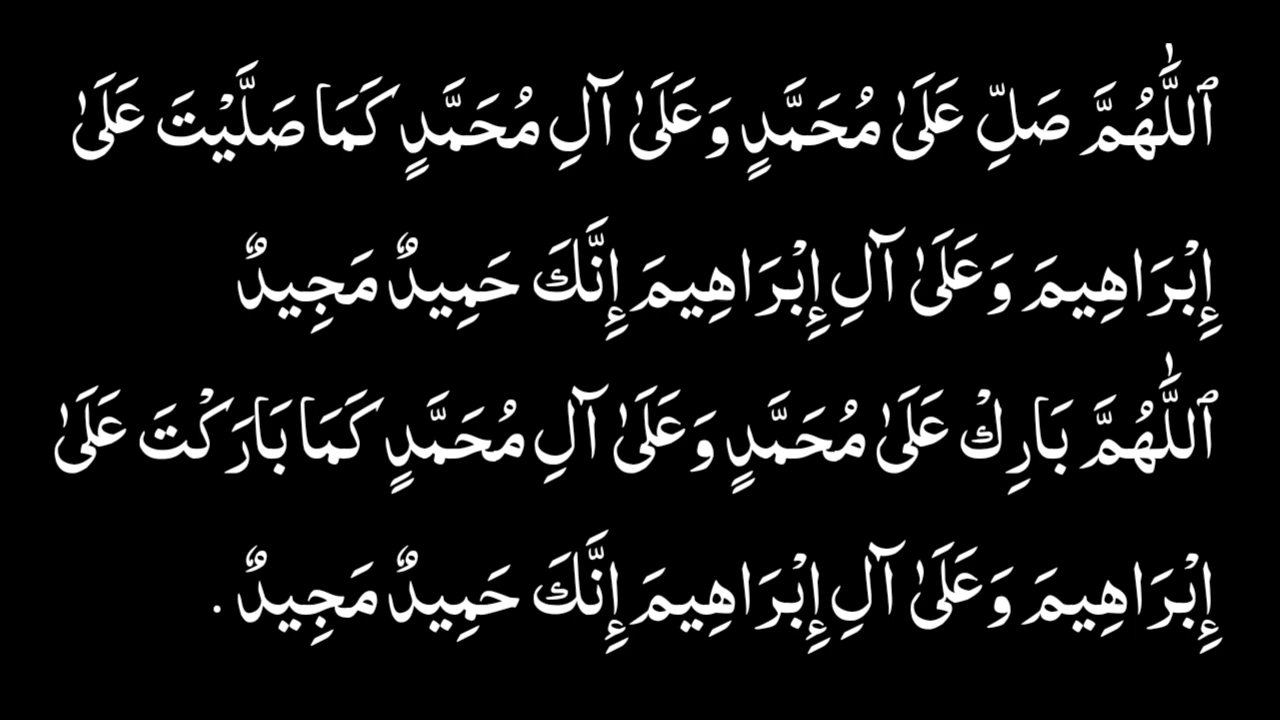 ٱللَّٰهُمَّ صَلِّ عَلَىٰ مُحَمَّدٍ وَعَلَىٰ آلِ مُحَمَّدٍ كَمَا صَلَّيْتَ عَلَىٰ
إِبْرَاهِيمَ وَعَلَىٰ آلِ إِبْرَاهِيمَ إِنَّكَ حَمِيدٌ مَجِيدٌ
ٱللَّٰهُمَّ بَارِكْ عَلَىٰ مُحَمَّدٍ وَعَلَىٰ آلِ مُحَمَّدٍ كَمَا بَارَكْتَ عَلَىٰ
إِبْرَاهِيمَ وَعَلَىٰ آلِ إِبْرَاهِيمَ إِنَّكَ حَمِيدٌ مَجِيدٌ .